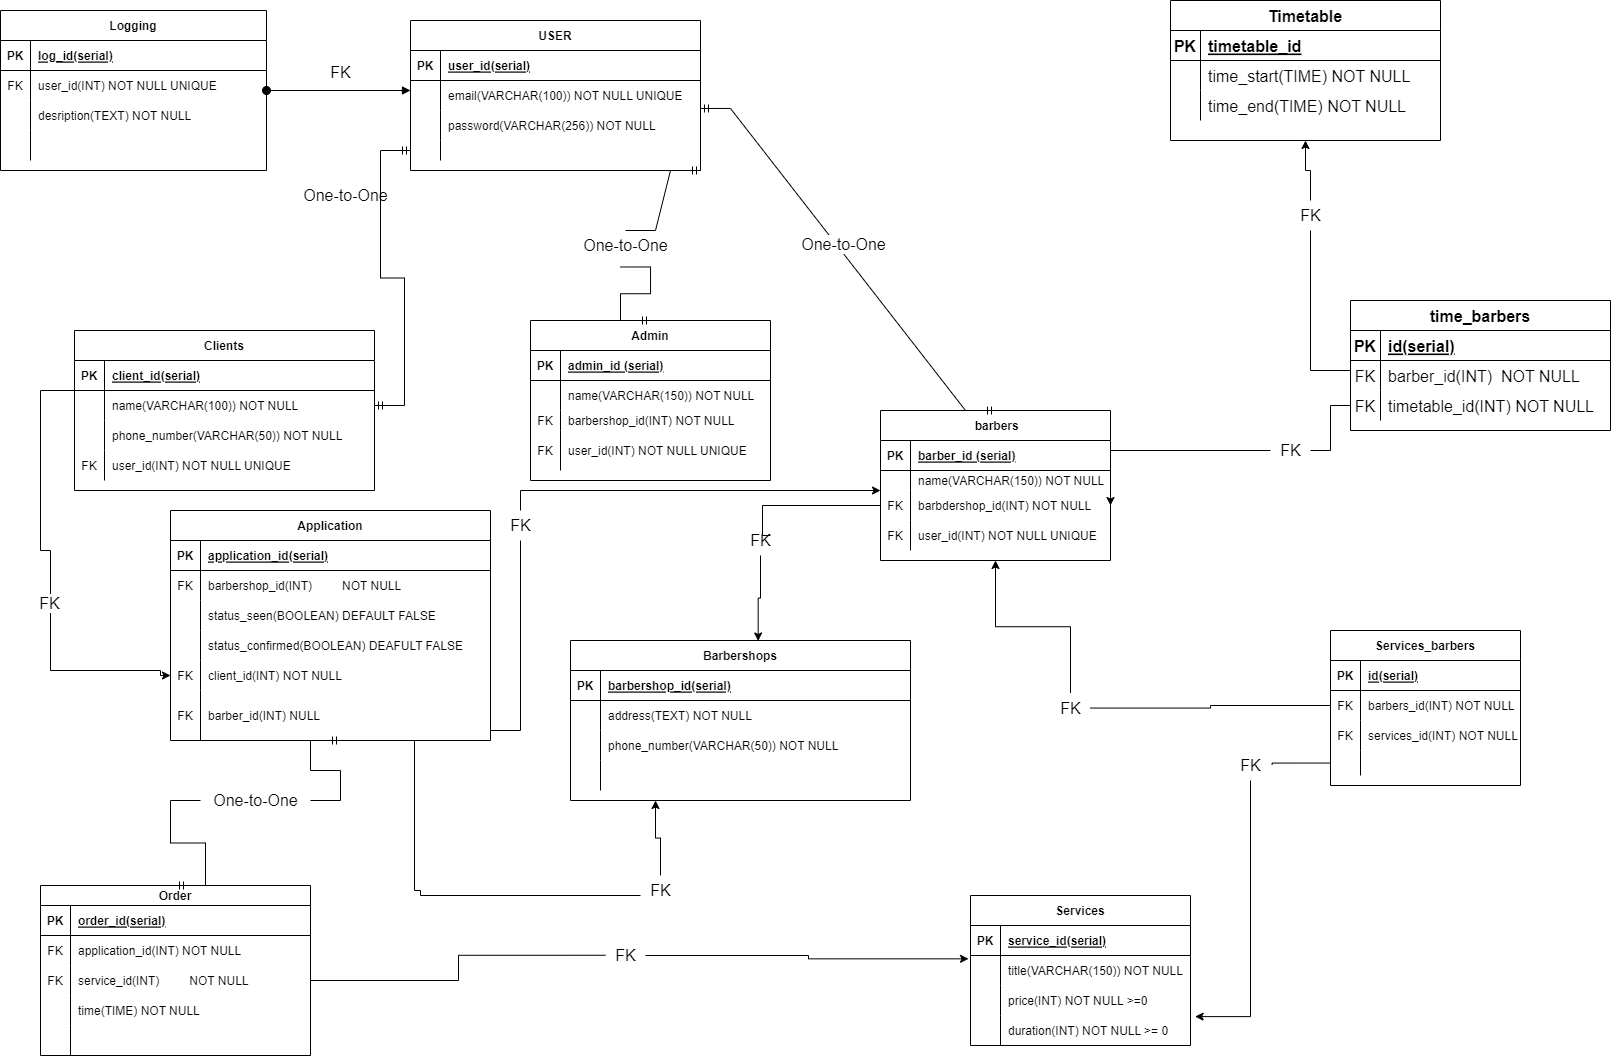 Logging
PK log_id(serial)
FK user_id(INT) NOT NULL UNIQUE
desription(TEXT) NOT NULL
FK
USER
PK user_id(serial)
email(VARCHAR(100)) NOT NULL UNIQUE
password(VARCHAR(256)) NOT NULL
Timetable
PK timetable_id
time_start(TIME) NOT NULL
time_end(TIME) NOT NULL
One-to-One
One-to-One
One-to-One
FK
time_barbers
PK id(serial)
FK barber_id(INT) NOT NULL
FK timetable_id(INT) NOT NULL
Clients
PK client_id(serial)
name(VARCHAR(100)) NOT NULL
phone_number(VARCHAR(50)) NOT NULL
FK user_id(INT) NOT NULL UNIQUE
Admin
PK admin_id (serial)
name(VARCHAR(150)) NOT NULL
FK barbershop_id(INT) NOT NULL
FK user_id(INT) NOT NULL UNIQUE
barbers
PK barber_id (serial)
name(VARCHAR(150)) NOT NULL
FK barbdershop_id(INT) NOT NULL
FK user_id(INT) NOT NULL UNIQUE
FK
FK
FK
FK
Application
PK application_id(serial)
FK barbershop_id(INT) NOT NULL
status_seen(BOOLEAN) DEFAULT FALSE
status_confirmed(BOOLEAN) DEAFULT FALSE
FK client_id(INT) NOT NULL
FK barber_id(INT) NULL
Barbershops
PK barbershop_id(serial)
address(TEXT) NOT NULL
phone_number(VARCHAR(50)) NOT NULL
Services_barbers
PK id(serial)
FK barbers_id(INT) NOT NULL
FK services_id(INT) NOT NULL
FK
FK
One-to-One
FK
Order
PK order_id(serial)
FK application_id(INT) NOT NULL
FK service_id(INT) NOT NULL
time(TIME) NOT NULL
FK
Services
PK service_id(serial)
title(VARCHAR(150)) NOT NULL
price(INT) NOT NULL >=0
duration(INT) NOT NULL >= 0